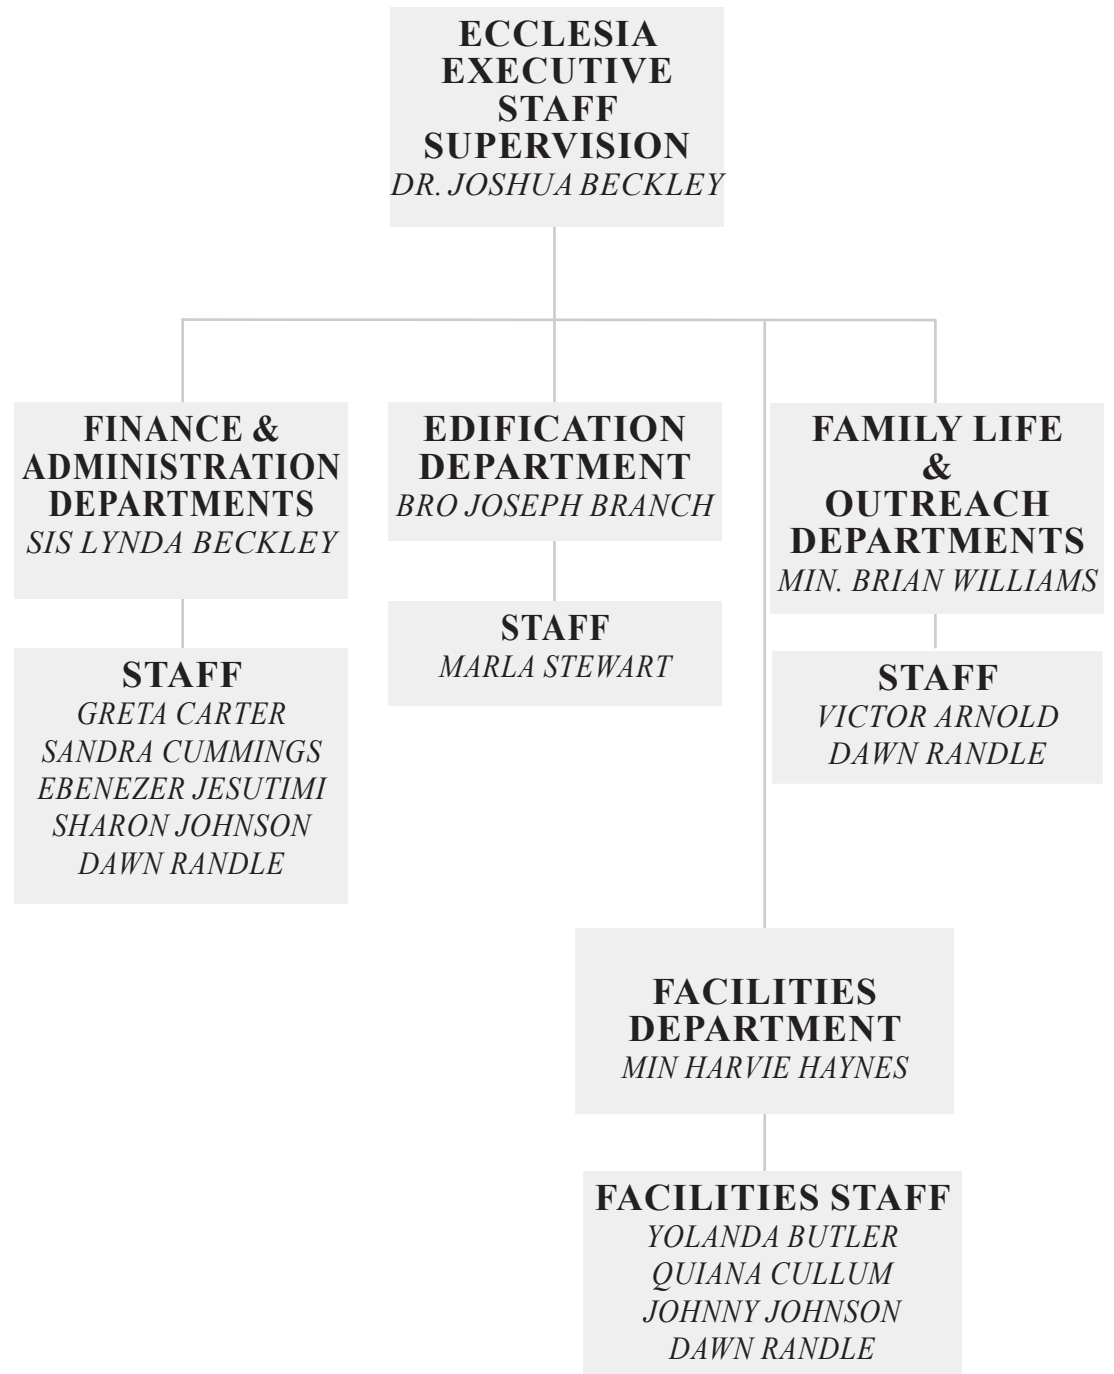 ECCLESIA
EXECUTIVE
STAFF
SUPERVISION
DR. JOSHUA BECKLEY
FINANCE &
ADMINISTRATION
DEPARTMENTS
SIS LYNDA BECKLEY
STAFF
GRETA CARTER
SANDRA CUMMINGS
EBENEZER JESUTIMI
SHARON JOHNSON
DAWN RANDLE
EDIFICATION
DEPARTMENT
BRO JOSEPH BRANCH
STAFF
MARLA STEWART
FAMILY LIFE
&
OUTREACH
DEPARTMENTS
MIN. BRIAN WILLIAMS
STAFF
VICTOR ARNOLD
DAWN RANDLE
FACILITIES
DEPARTMENT
MIN HARVIE HAYNES
FACILITIES STAFF
YOLANDA BUTLER
QUIANA CULLUM
JOHNNY JOHNSON
DAWN RANDLE